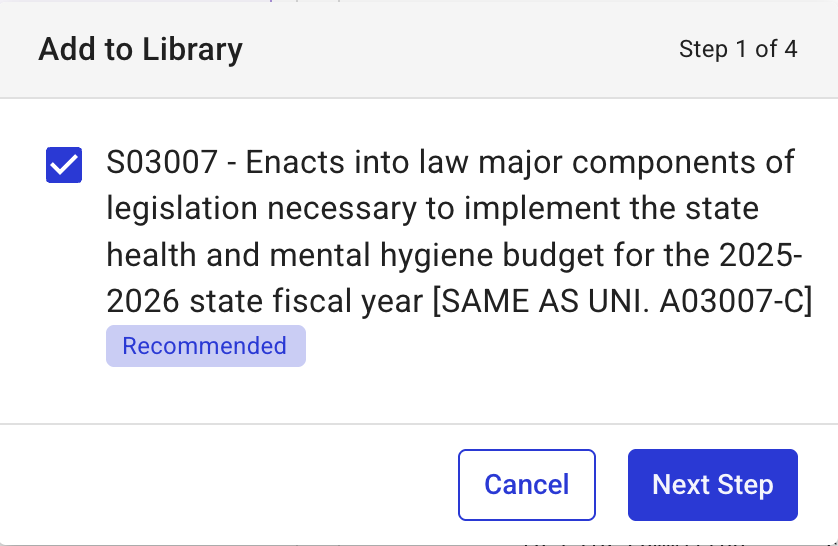 Add to Library
Step 1 of 4
S03007 - Enacts into law major components of
legislation necessary to implement the state
health and mental hygiene budget for the 2025-
2026 state fiscal year [SAME AS UNI. A03007-C]
Recommended
Cancel
Next Step